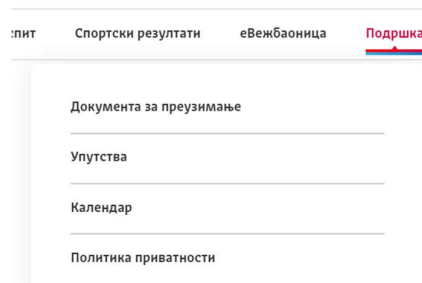 Спортски резултати еВежбаоница Подршка
Документа за преузимање
Упутства
Календар
Политика приватности